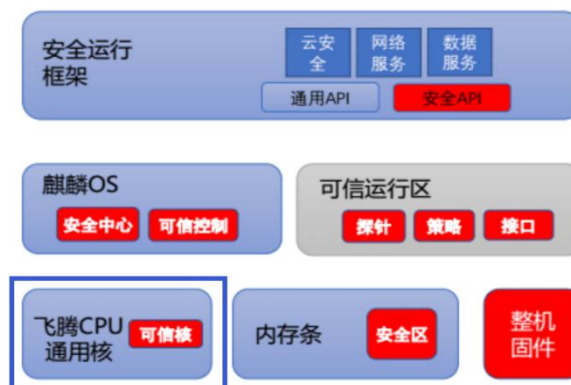 安全运行
框架
云安
全
网络
服务
数据
服务
通用API
安全API
麒麟OS
安全中心
可信控制
可信运行区
探针
策略
接口
飞腾CPU
通用核
可信核
内存条
安全区
整机
固件